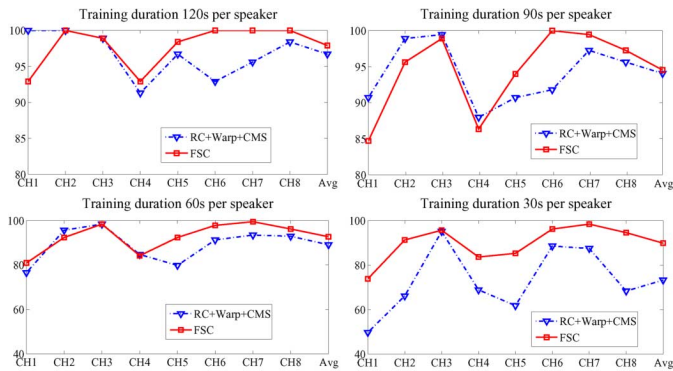 Training duration 120s per speaker
100
95
90
85
80
RC+Warp+CMS
FSC
CH1 CH2 CH3 CH4 CH5 CH6 CH7 CH8 Avg
Training duration 90s per speaker
100
95
90
85
80
RC+Warp+CMS
FSC
CH1 CH2 CH3 CH4 CH5 CH6 CH7 CH8 Avg
Training duration 60s per speaker
100
80
60
40
RC+Warp+CMS
FSC
CH1 CH2 CH3 CH4 CH5 CH6 CH7 CH8 Avg
Training duration 30s per speaker
100
80
60
40
RC+Warp+CMS
FSC
CH1 CH2 CH3 CH4 CH5 CH6 CH7 CH8 Avg